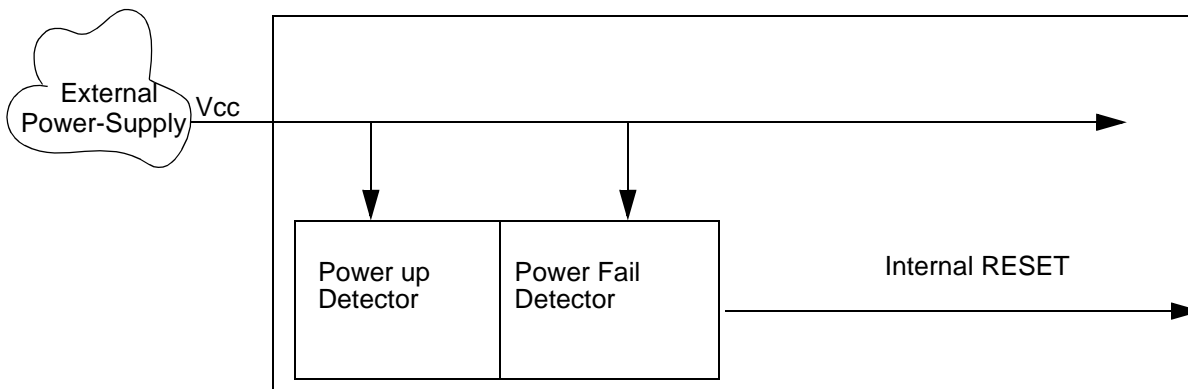 External
Power-Supply
Vcc
Power up
Detector
Power Fail
Detector
Internal RESET